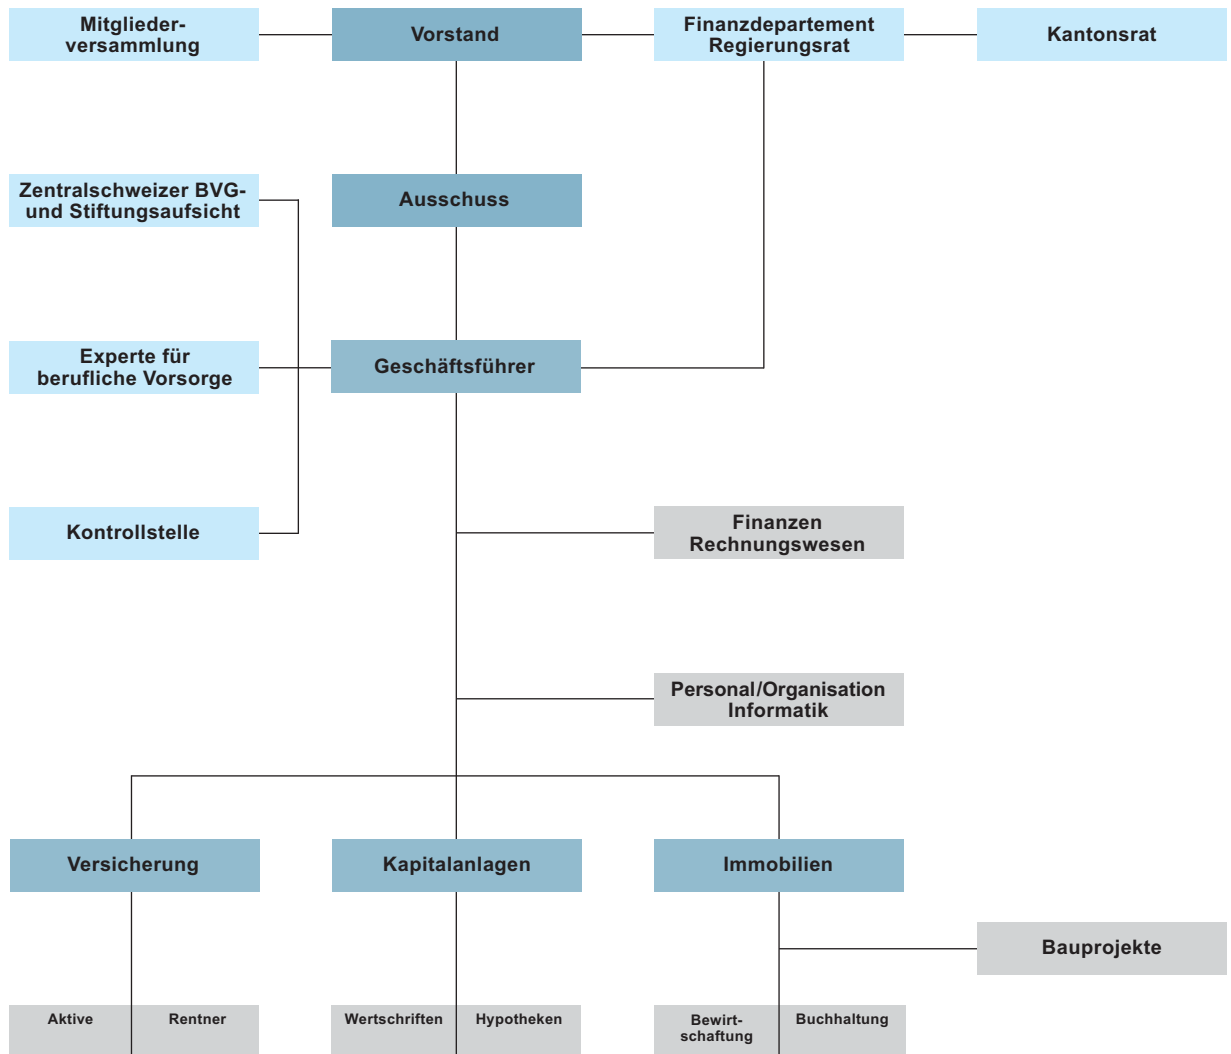 Mitglieder-
versammlung
Vorstand
Finanzdepartement
Regierungsrat
Kantonsrat
Zentralschweizer BVG-
und Stiftungsaufsicht
Ausschuss
Experte für
berufliche Vorsorge
Geschäftsführer
Kontrollstelle
Finanzen
Rechnungswesen
Personal/Organisation
Informatik
Versicherung
Kapitalanlagen
Immobilien
Bauprojekte
Aktive
Rentner
Wertschriften
Hypotheken
Bewirt-
schaftung
Buchhaltung